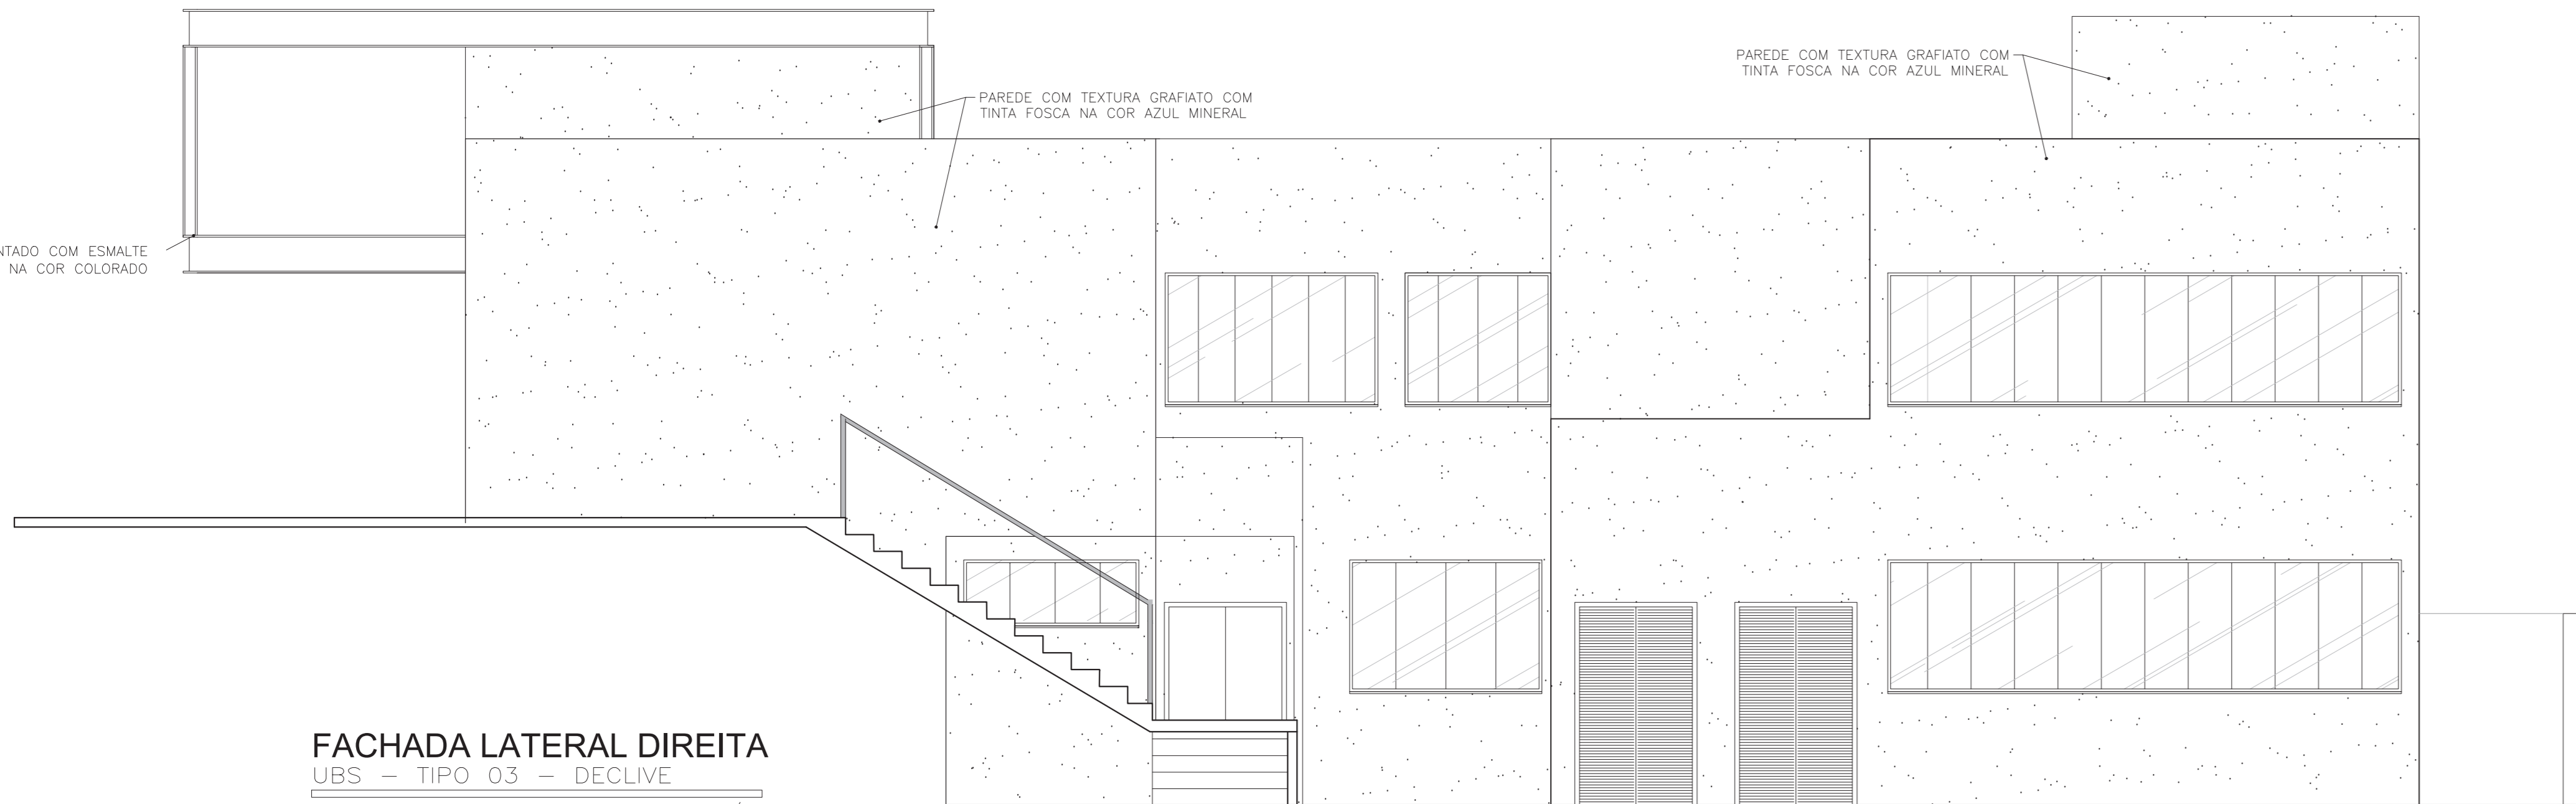 PAREDE COM TEXTURA GRAFIATO COM
TINTA FOSCA NA COR AZUL MINERAL
PAREDE COM TEXTURA GRAFIATO COM
TINTA FOSCA NA COR AZUL MINERAL
COM ESMALTE
NA COR COLORADO
FACHADA LATERAL DIREITA
UBS - TIPO 03 - DECLIVE